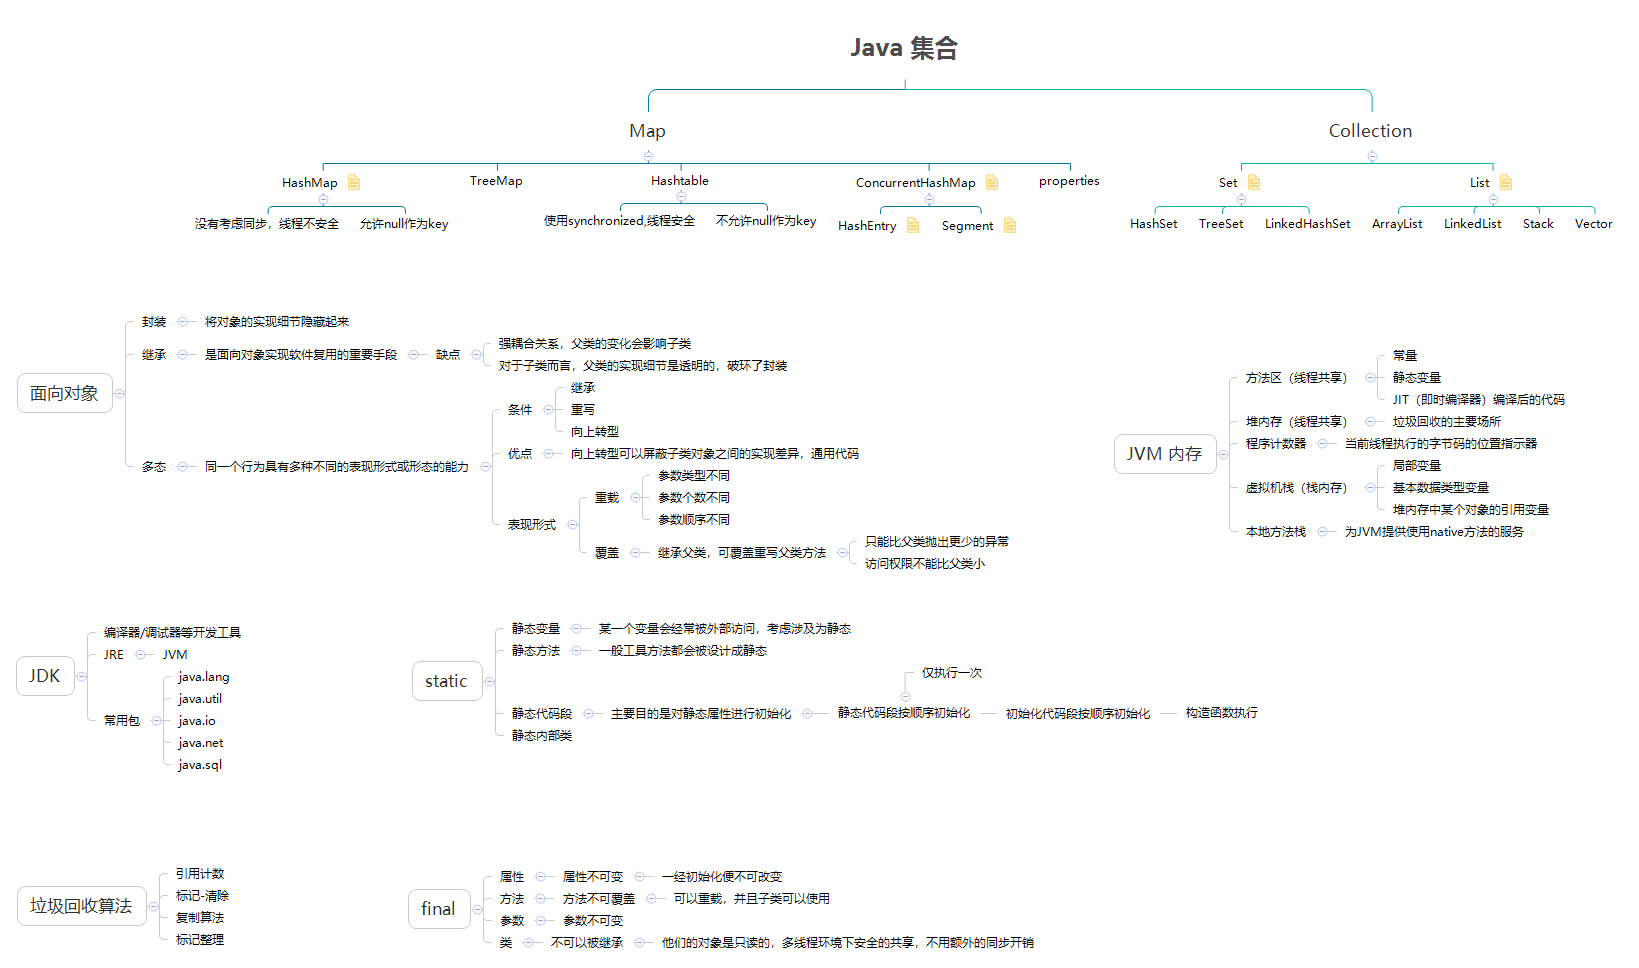 Java 集合
Map
Collection
HashMap
TreeMap
Hashtable
ConcurrentHashMap
properties
Set
List
没有考虑同步，线程不安全
允许null作为key
使用synchronized,线程安全
不允许null作为key
HashEntry
Segment
HashSet
TreeSet
LinkedHashSet
ArrayList
LinkedList
Stack
Vector
面向对象
封装
将对象的实现细节隐藏起来
继承
是面向对象实现软件复用的重要手段
缺点
强耦合关系，父类的变化会影响子类
对于子类而言，父类的实现细节是透明的，破坏了封装
多态
同一个行为具有多种不同的表现形式或形态的能力
条件
继承
重写
向上转型
优点
向上转型可以屏蔽子类对象之间的实现差异，通用代码
表现形式
重载
参数类型不同
参数个数不同
参数顺序不同
覆盖
继承父类，可覆盖重写父类方法
只能比父类抛出更少的异常
访问权限不能比父类小
JVM 内存
方法区（线程共享）
常量
静态变量
JIT（即时编译器）编译后的代码
堆内存（线程共享）
垃圾回收的主要场所
程序计数器
当前线程执行的字节码的位置指示器
虚拟机栈（栈内存）
局部变量
基本数据类型变量
堆内存中某个对象的引用变量
本地方法栈
为JVM提供使用native方法的服务
JDK
编译器/调试器等开发工具
JRE
JVM
常用包
java.lang
java.util
java.io
java.net
java.sql
static
静态变量
某一个变量会经常被外部访问，考虑涉及为静态
静态方法
一般工具方法都会被设计成静态
静态代码段
主要目的是对静态属性进行初始化
仅执行一次
静态代码段按顺序初始化
初始化代码段按顺序初始化
构造函数执行
静态内部类
垃圾回收算法
引用计数
标记-清除
复制算法
标记整理
final
属性
属性不可变
一经初始化便不可改变
方法
方法不可覆盖
可以重载，并且子类可以使用
参数
参数不可变
类
不可以被继承
他们的对象是只读的，多线程环境下安全的共享，不用额外的同步开销